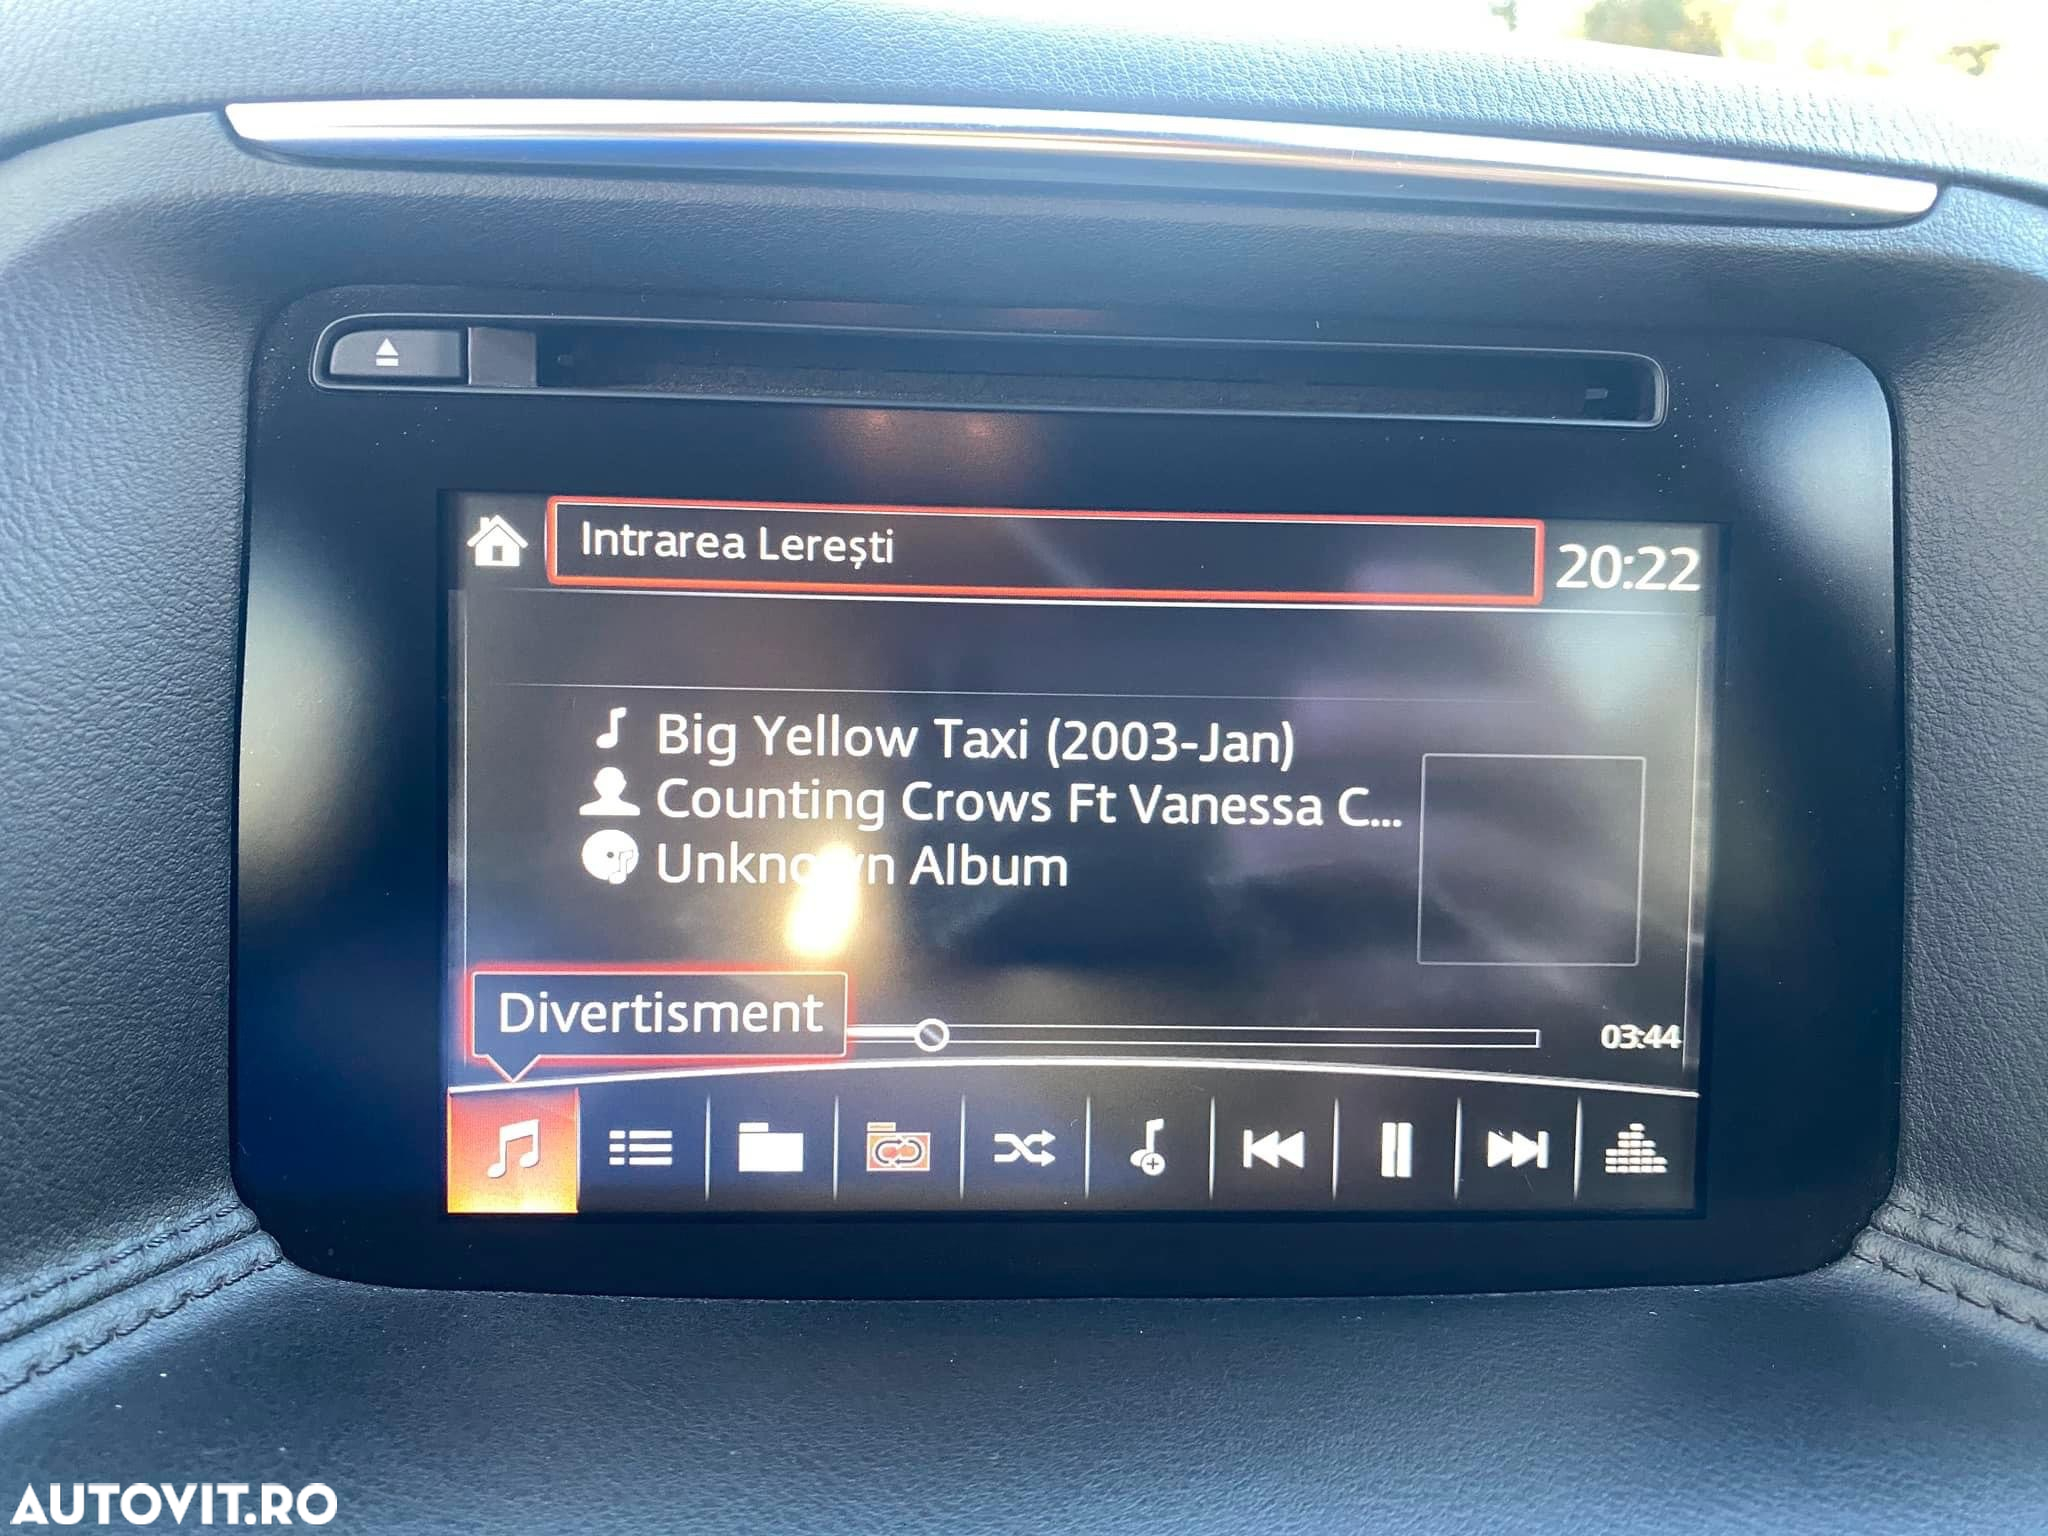 Intrarea Lerești
20:22
Big Yellow Taxi (2003-Jan)
Counting Crows Ft Vanessa C...
Unknown Album
Divertisment
03:44
AUTOVIT.RO